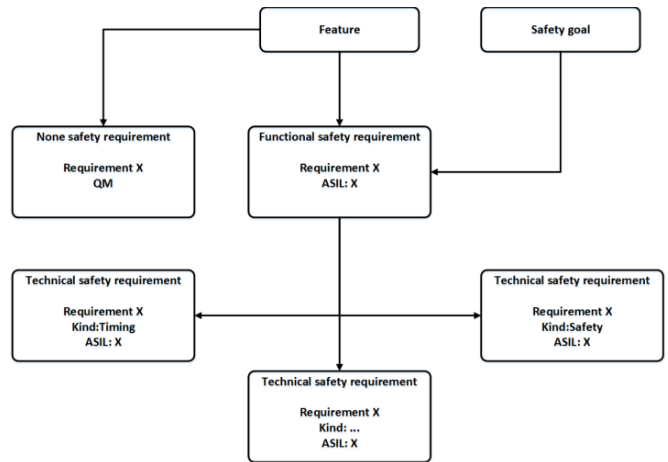 Feature
Safety goal
None safety requirement
Requirement X
QM
Functional safety requirement
Requirement X
ASIL: X
Technical safety requirement
Requirement X
Kind:Timing
ASIL: X
Technical safety requirement
Requirement X
Kind:Safety
ASIL: X
Technical safety requirement
Requirement X
Kind: ...
ASIL: X